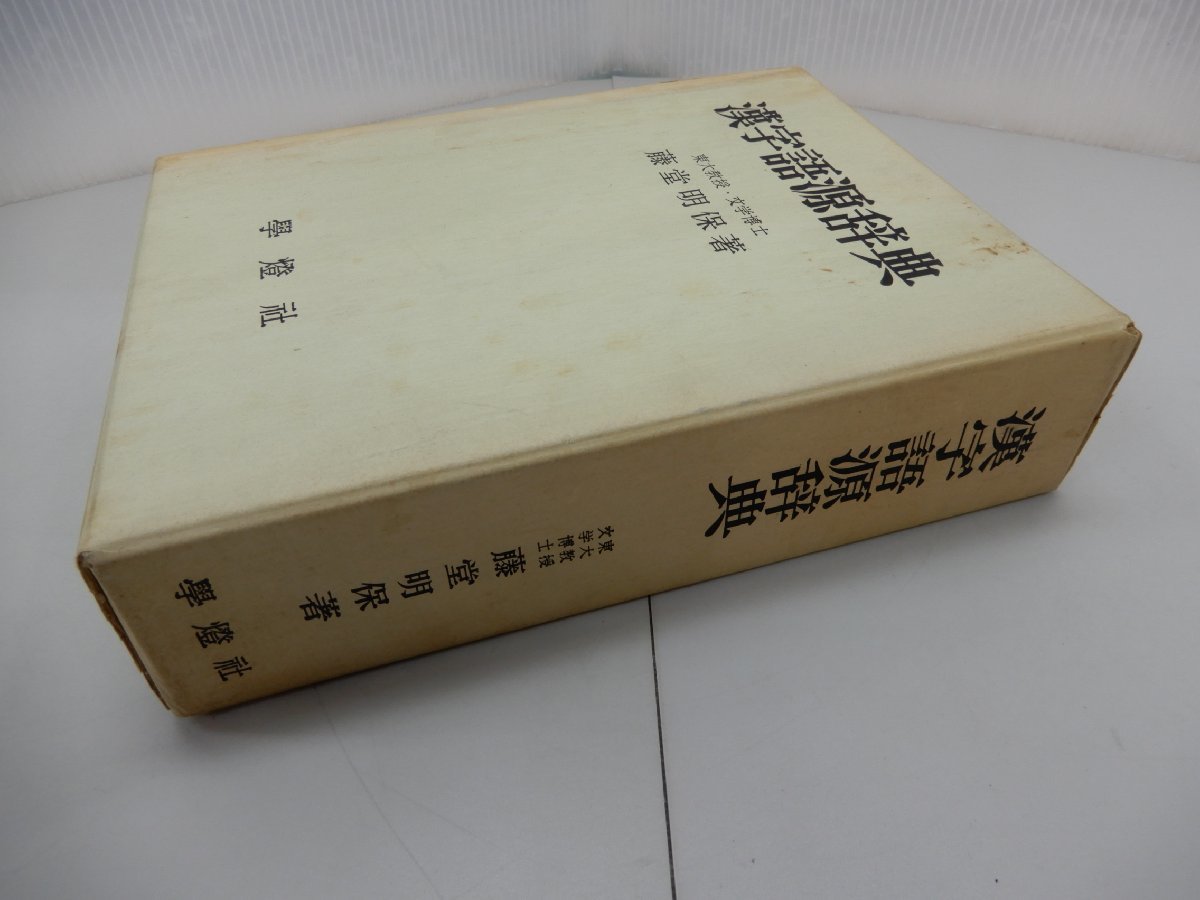 漢字語源辞典
東大教授・文学博士
藤堂明保著
學燈社
漢字語源辞典
東大教授
文学博士
藤堂明保著
學燈社